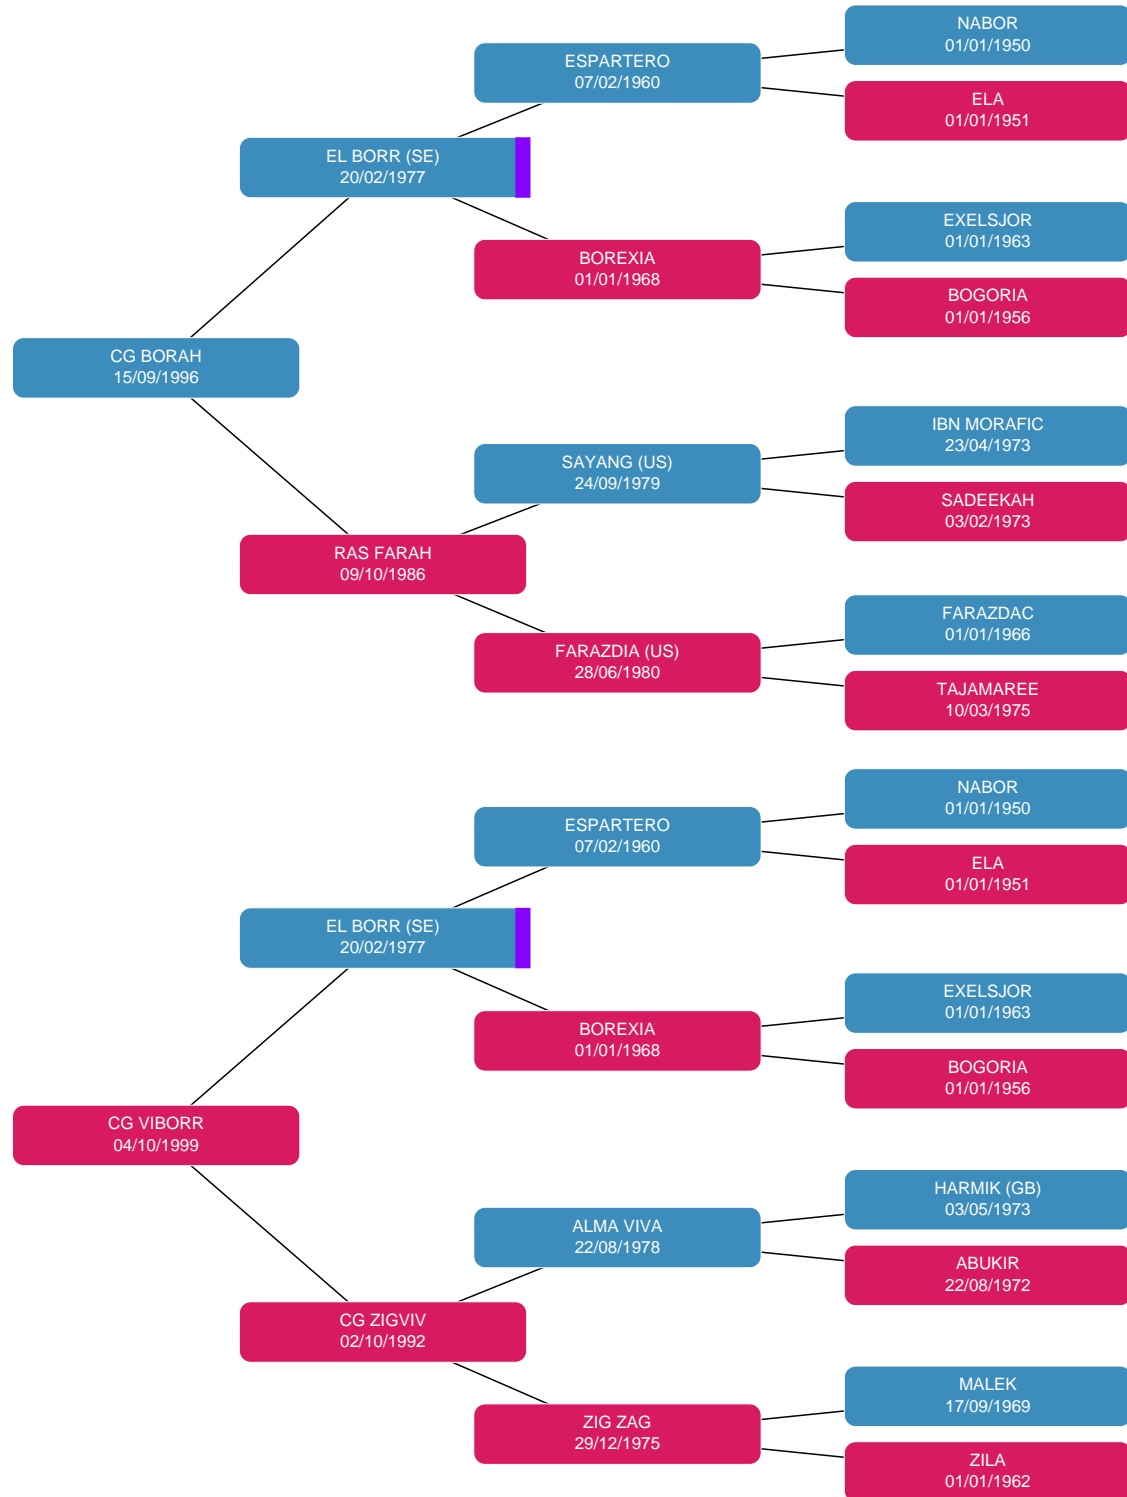 NABOR
01/01/1950
ESPARTERO
07/02/1960
ELA
01/01/1951
EL BORR (SE)
20/02/1977
EXELSJOR
01/01/1963
BOREXIA
01/01/1968
BOGORIA
01/01/1956
CG BORAH
15/09/1996
IBN MORAFIC
23/04/1973
SAYANG (US)
24/09/1979
SADEEKAH
03/02/1973
RAS FARAH
09/10/1986
FARAZDAC
01/01/1966
FARAZDIA (US)
28/06/1980
TAJAMAREE
10/03/1975
NABOR
01/01/1950
ESPARTERO
07/02/1960
ELA
01/01/1951
EL BORR (SE)
20/02/1977
EXELSJOR
01/01/1963
BOREXIA
01/01/1968
BOGORIA
01/01/1956
CG VIBORR
04/10/1999
HARMIK (GB)
03/05/1973
ALMA VIVA
22/08/1978
ABUKIR
22/08/1972
CG ZIGVIV
02/10/1992
MALEK
17/09/1969
ZIG ZAG
29/12/1975
ZILA
01/01/1962